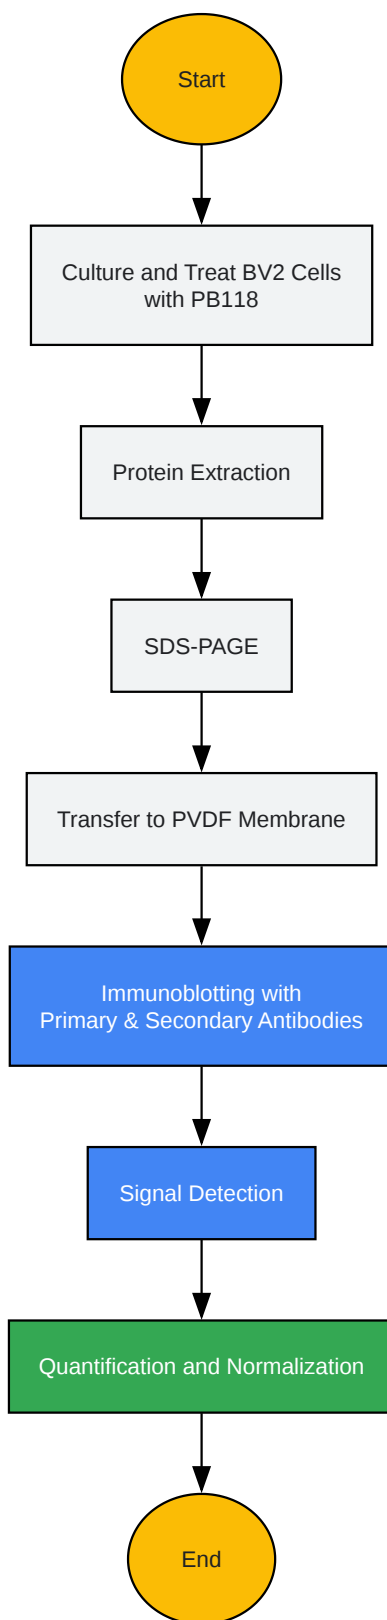 Start
Culture and Treat BV2 Cells
with PB118
Protein Extraction
SDS-PAGE
Transfer to PVDF Membrane
Immunoblotting with
Primary & Secondary Antibodies
Signal Detection
Quantification and Normalization
End